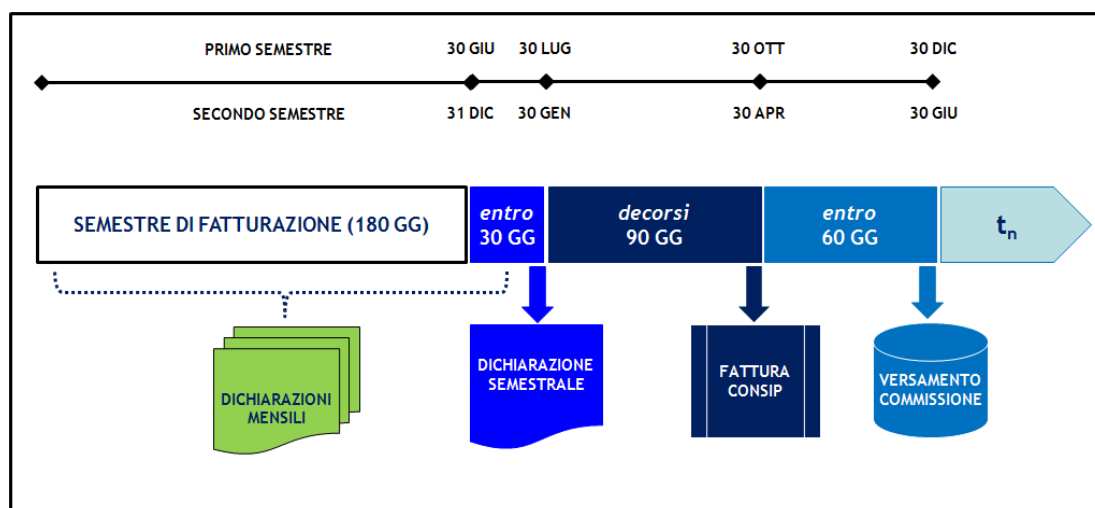 PRIMO SEMESTRE 30 GIU 30 LUG 30 OTT 30 DIC
SECONDO SEMESTRE 31 DIC 30 GEN 30 APR 30 GIU
SEMESTRE DI FATTURAZIONE (180 GG)
entro
30 GG
decorsi
90 GG
entro
60 GG
tn
DICHIARAZIONI
MENSILI
DICHIARAZIONE
SEMESTRALE
FATTURA
CONSIP
VERSAMENTO
COMMISSIONE